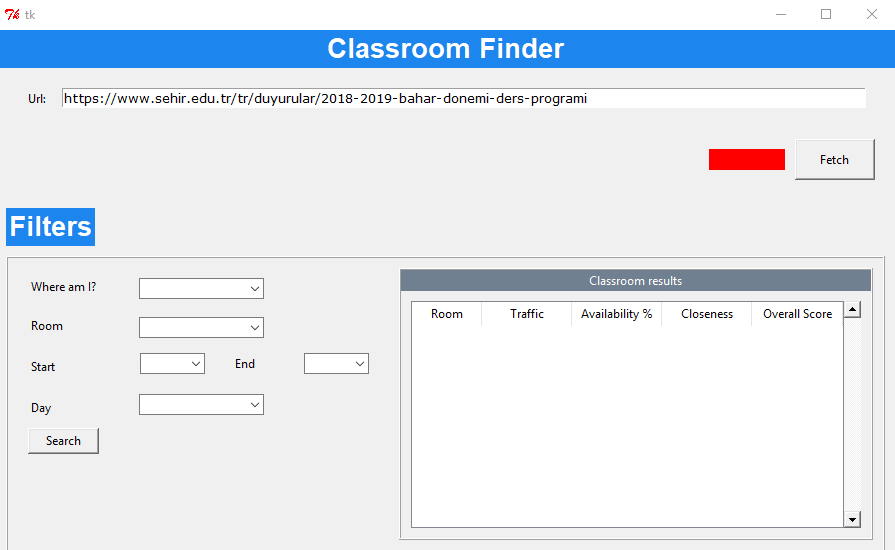 tk
Classroom Finder
Url: https://www.sehir.edu.tr/tr/duyurular/2018-2019-bahar-donemi-ders-programi
Fetch
Filters
Where am I?
Room
Start End
Day
Search
Classroom results
Room Traffic Availability % Closeness Overall Score